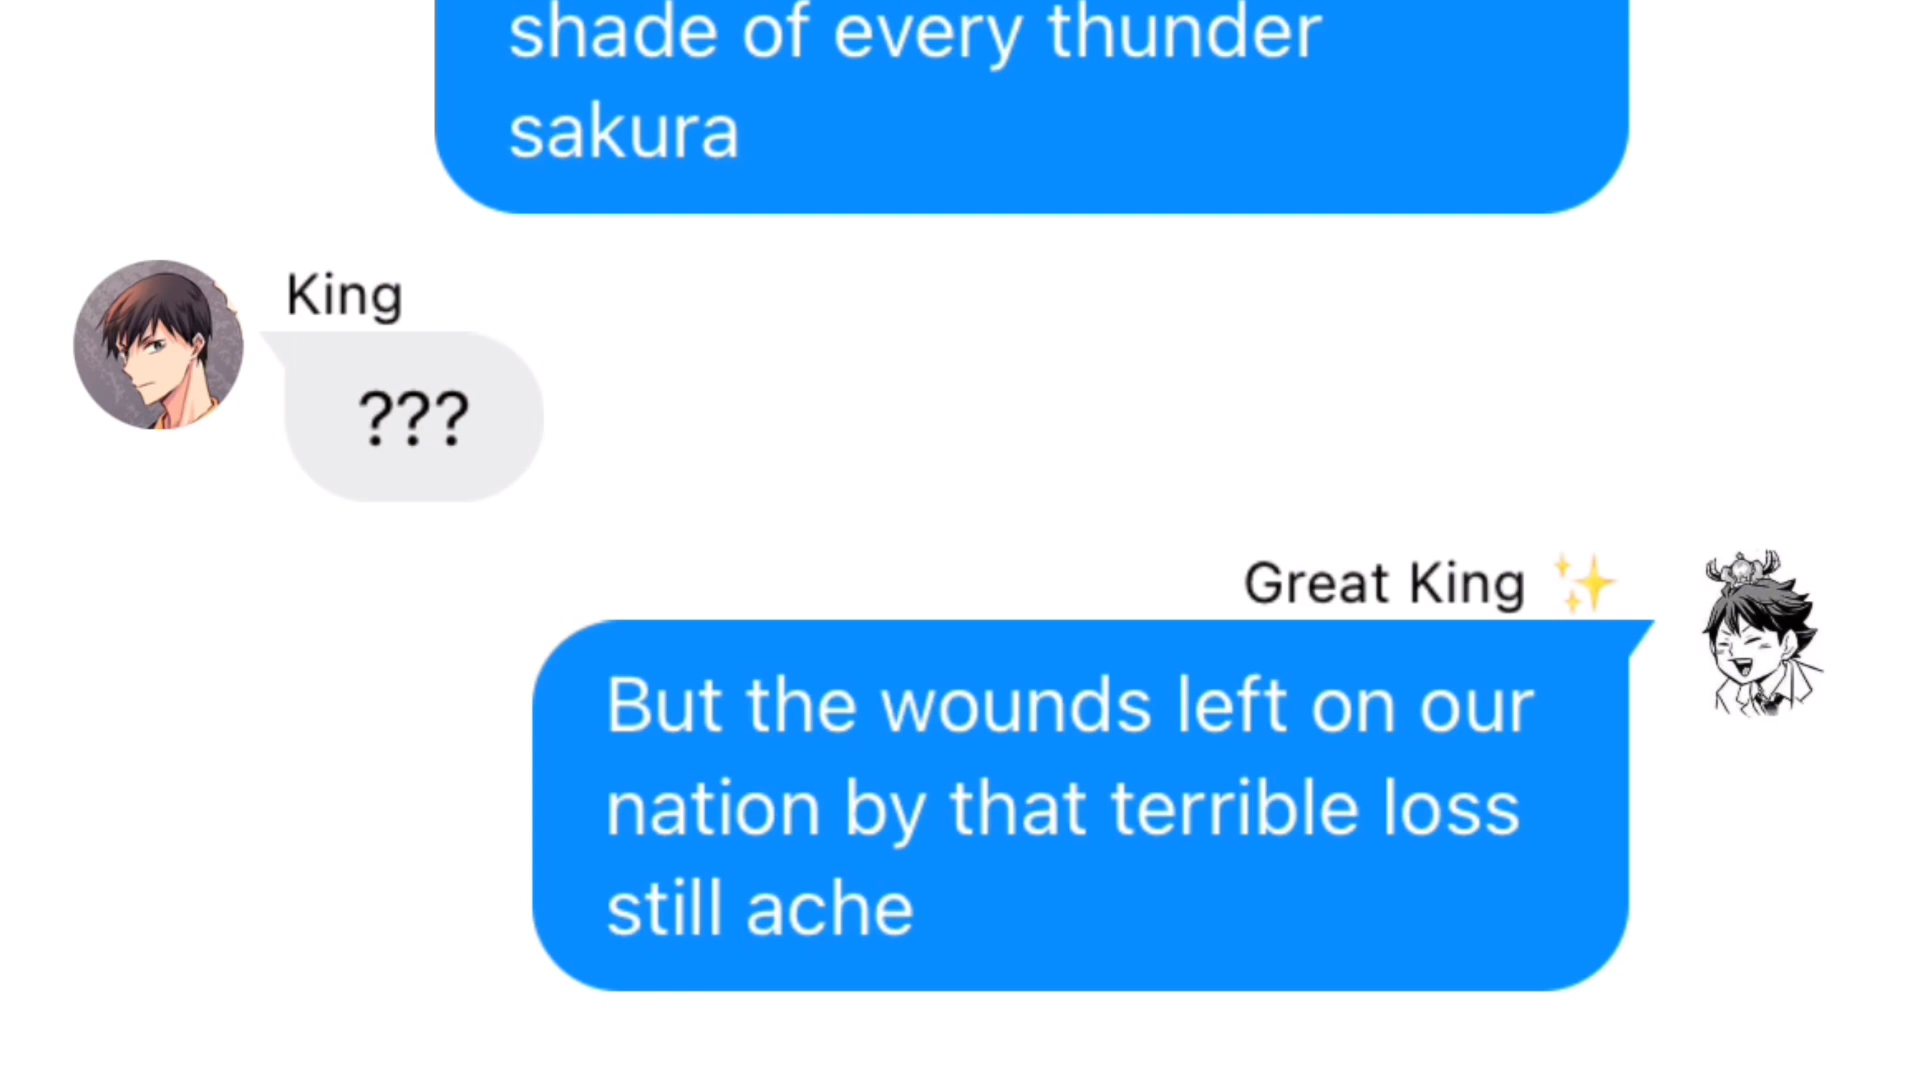 shade of every thunder
sakura
King
???
Great King ✨
But the wounds left on our
nation by that terrible loss
still ache